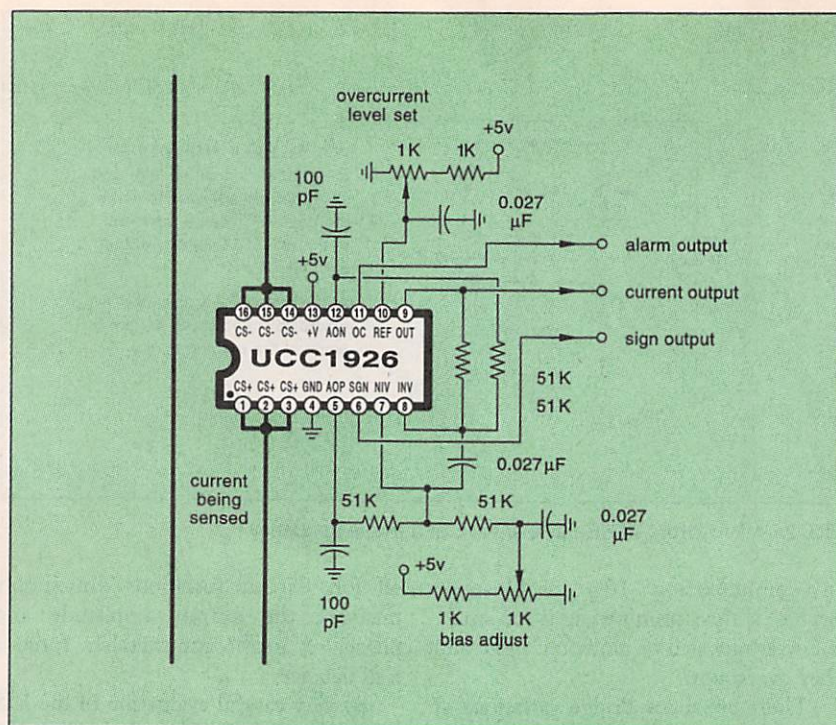 overcurrent
level set
+5v
1K 1K
100
pF
0.027
µF
alarm output
+5v
current output
16 15 14 13 12 11 10 9
CS- CS- CS- +V AON OC REF OUT
sign output
UCC1926
51K
51K
CS+ CS+ CS+ GND AOP SGN NIV INV
1 2 3 4 5 6 7 8
0.027µF
current
being
sensed
51K 51K
0.027
µF
+5v
100
pF
1K 1K
bias adjust